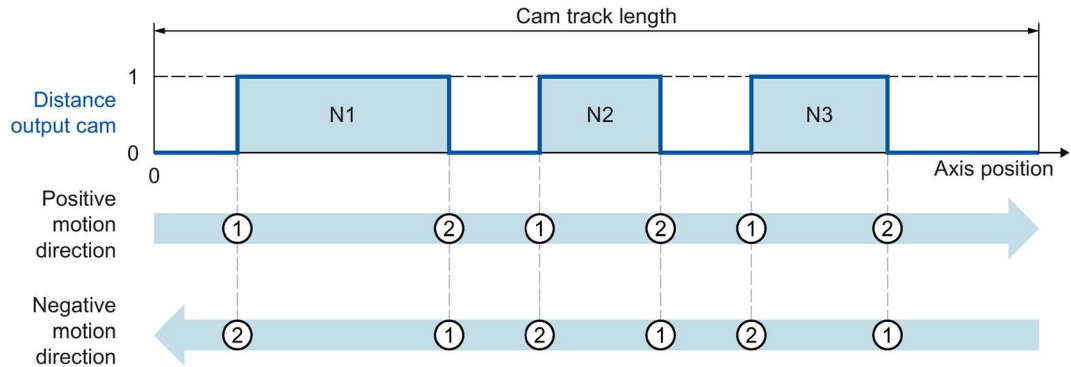 Cam track length
1
Distance
output cam
N1
N2
N3
0
0
Axis position
Positive
motion
direction
1 2 1 2 1 2
Negative
motion
direction
2 1 2 1 2 1